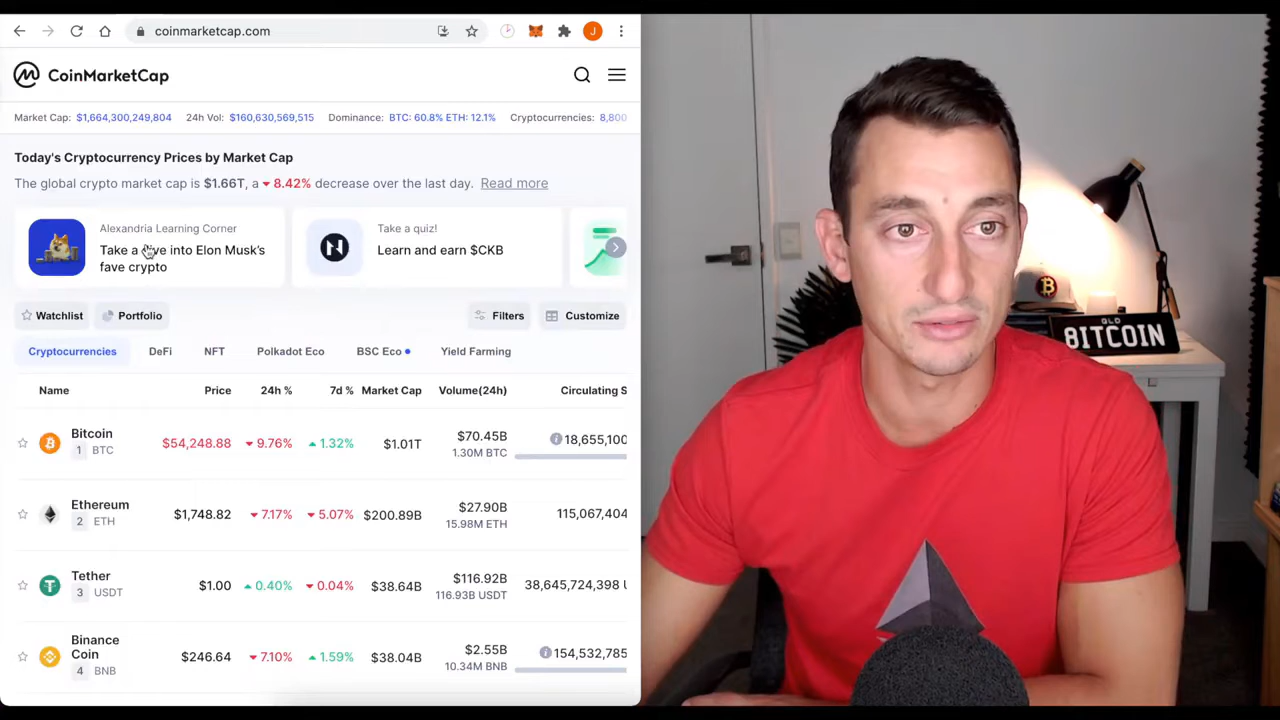 coinmarketcap.com
J
CoinMarketCap
Market Cap: $1,664,300,249,804 24h Vol: $160,630,569,515 Dominance: BTC: 60.8% ETH: 12.1% Cryptocurrencies: 8,800
Today's Cryptocurrency Prices by Market Cap
The global crypto market cap is $1.66T, a 8.42% decrease over the last day. Read more
Alexandria Learning Corner
Take a dive into Elon Musk's
fave crypto
Take a quiz!
Learn and earn $CKB
Watchlist Portfolio Filters Customize
Cryptocurrencies DeFi NFT Polkadot Eco BSC Eco Yield Farming
Name Price 24h % 7d % Market Cap Volume(24h) Circulating S
Bitcoin
1 BTC
$54,248.88 9.76% 1.32% $1.01T
$70.45B
1.30M BTC
18,655,100
Ethereum
2 ETH
$1,748.82 7.17% 5.07% $200.89B
$27.90B
15.98M ETH
115,067,404
Tether
3 USDT
$1.00 0.40% 0.04% $38.64B
$116.92B
116.93B USDT
38,645,724,398 U
Binance
Coin
4 BNB
$246.64 7.10% 1.59% $38.04B
$2.55B
10.34M BNB
154,532,785
QLD
BITCOIN